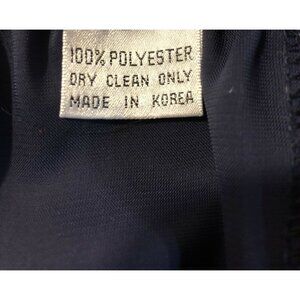 100% POLYESTER
DRY CLEAN ONLY
MADE IN KOREA